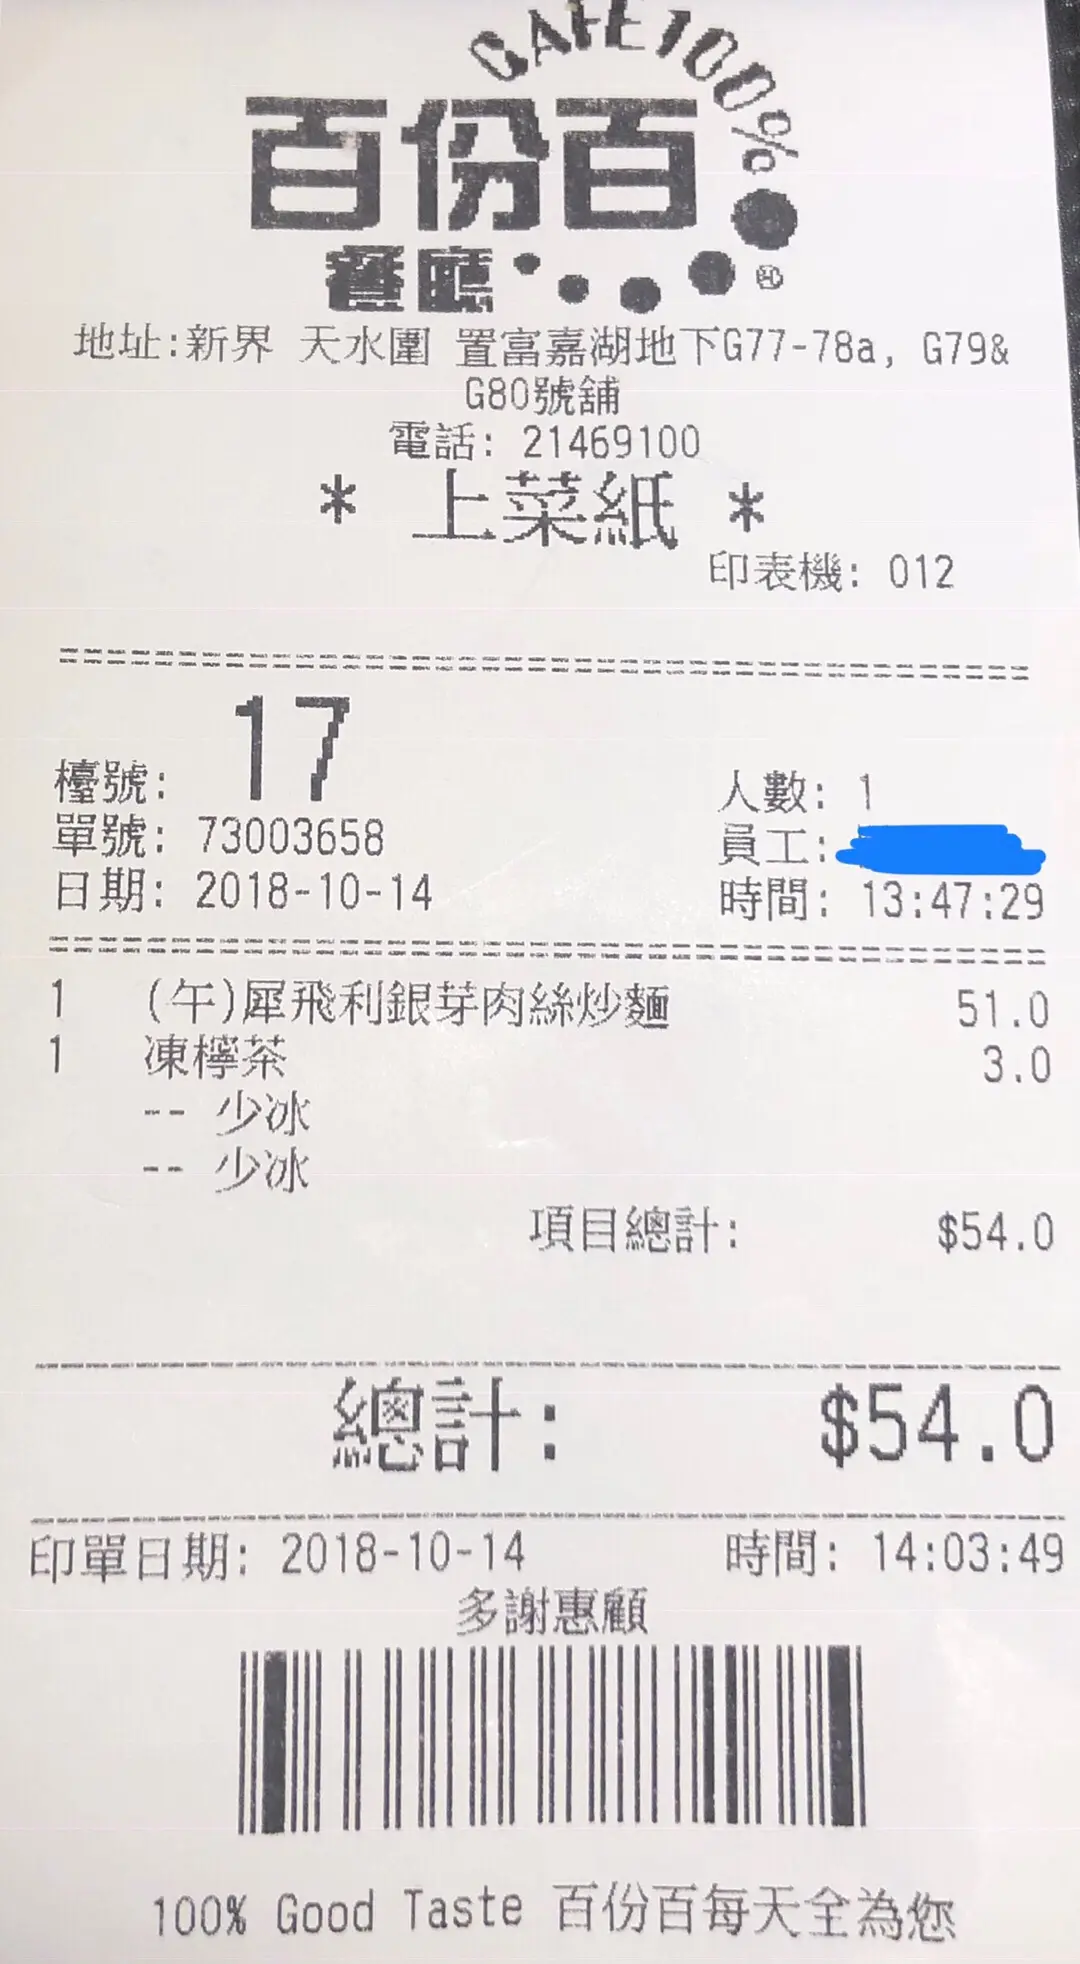 CAFE 100%
百份百
餐廳
地址:新界 天水圍 置富嘉湖地下G77-78a, G79&
G80號舖
電話: 21469100
* 上菜紙 *
印表機: 012
檯號: 17 人數: 1
單號: 73003658 員工:
日期: 2018-10-14 時間: 13:47:29
1 (午)犀飛利銀芽肉絲炒麵 51.0
1 凍檸茶 3.0
-- 少冰
-- 少冰
項目總計: $54.0
總計: $54.0
印單日期: 2018-10-14 時間: 14:03:49
多謝惠顧
100% Good Taste 百份百每天全為您